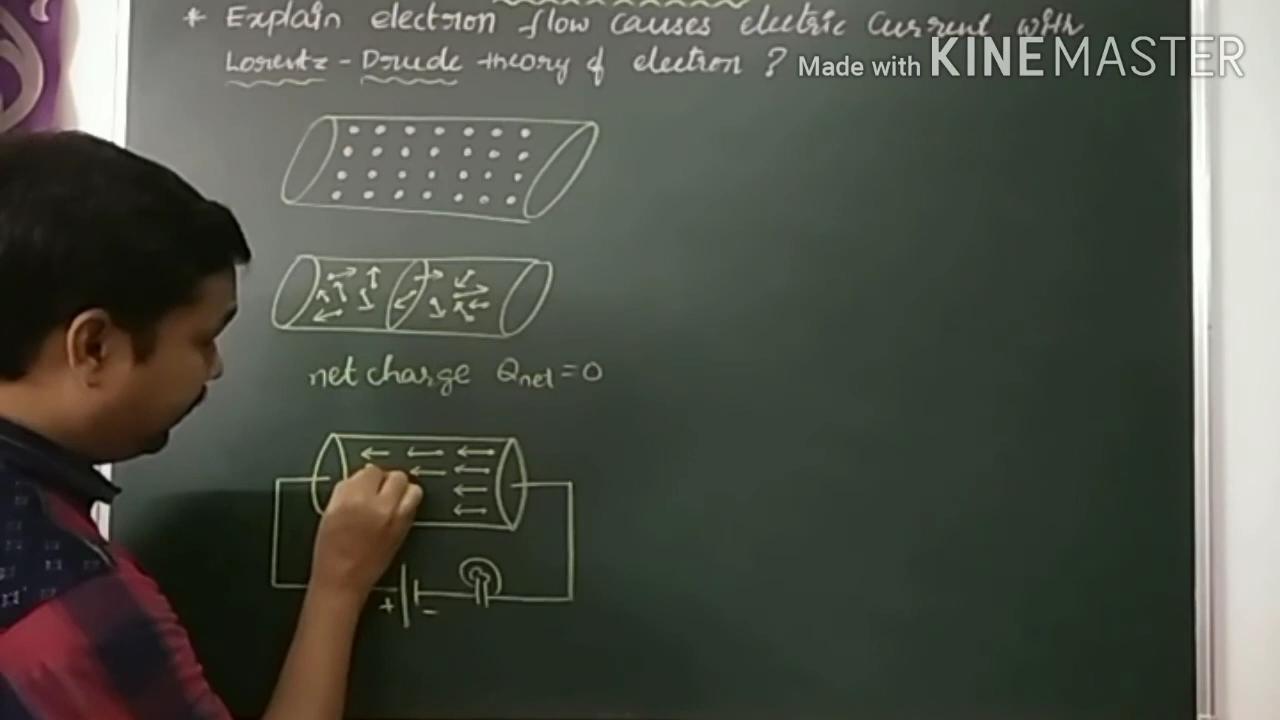 * Explain electron flow causes electric current with
Lorentz - Drude theory of electron ?
Made with KINEMASTER
net charge Qnet = 0
+ -